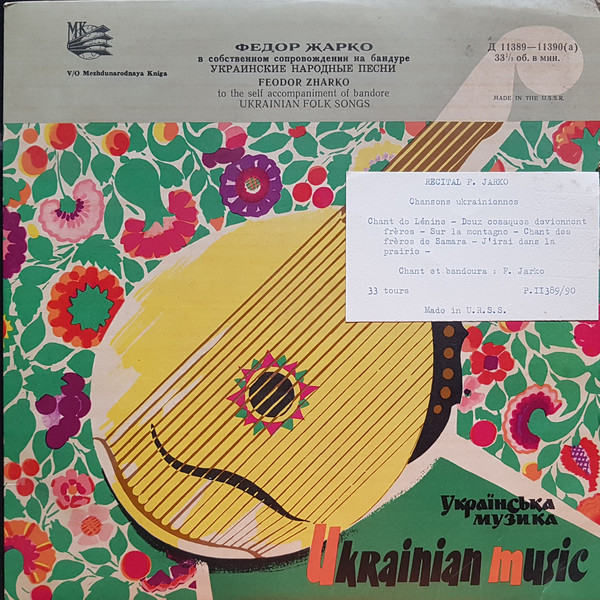 МК
V/O Mezhdunarodnaya Kniga
ФЕДОР ЖАРКО
в собственном сопровождении на бандуре
УКРАИНСКИЕ НАРОДНЫЕ ПЕСНИ
FEODOR ZHARKO
to the self accompaniment of bandore
UKRAINIAN FOLK SONGS
Д 11389—11390(a)
33⅓ об. в мин.
MADE IN THE U.S.S.R.
RECITAL F. JARKO
Chansons ukrainiennes
Chant de Lénine - Deux cosaques deviennent
frères - Sur la montagne - Chant des
frères de Samara - J'irai dans la
prairie -
Chant et bandoura : F. Jarko
33 tours
P.II389/90
Made in U.R.S.S.
Українська
музика
Ukrainian music